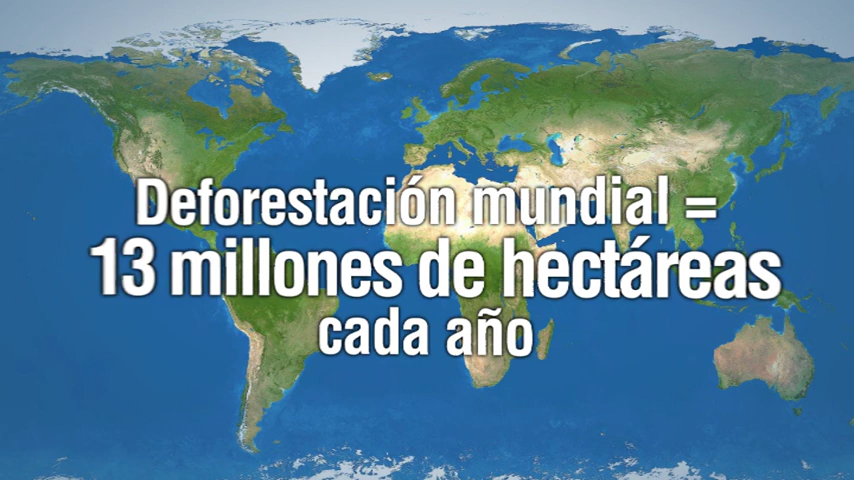 Deforestación mundial =
13 millones de hectáreas
cada año